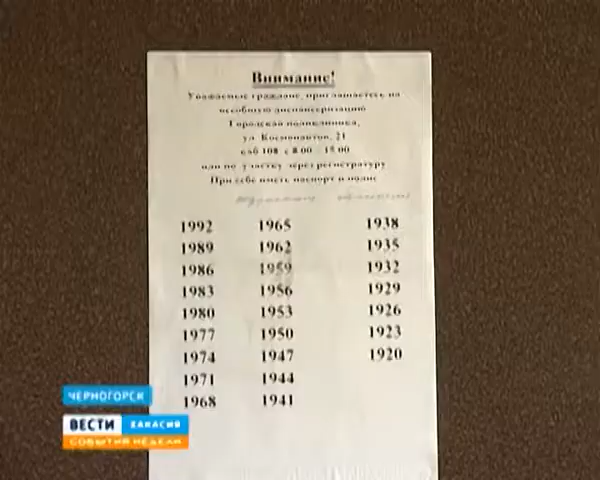 Внимание!
Уважаемые граждане, приглашаетесь на
всеобщую диспансеризацию
Городская поликлиника,
ул. Космонавтов, 21
каб 108 с 8.00 - 15.00
или по участку через регистратуру
При себе иметь паспорт и полис
1992 1965 1938
1989 1962 1935
1986 1959 1932
1983 1956 1929
1980 1953 1926
1977 1950 1923
1974 1947 1920
1971 1944
1968 1941
ЧЕРНОГОРСК
ВЕСТИ ХАКАСИЯ
СОБЫТИЯ НЕДЕЛИ